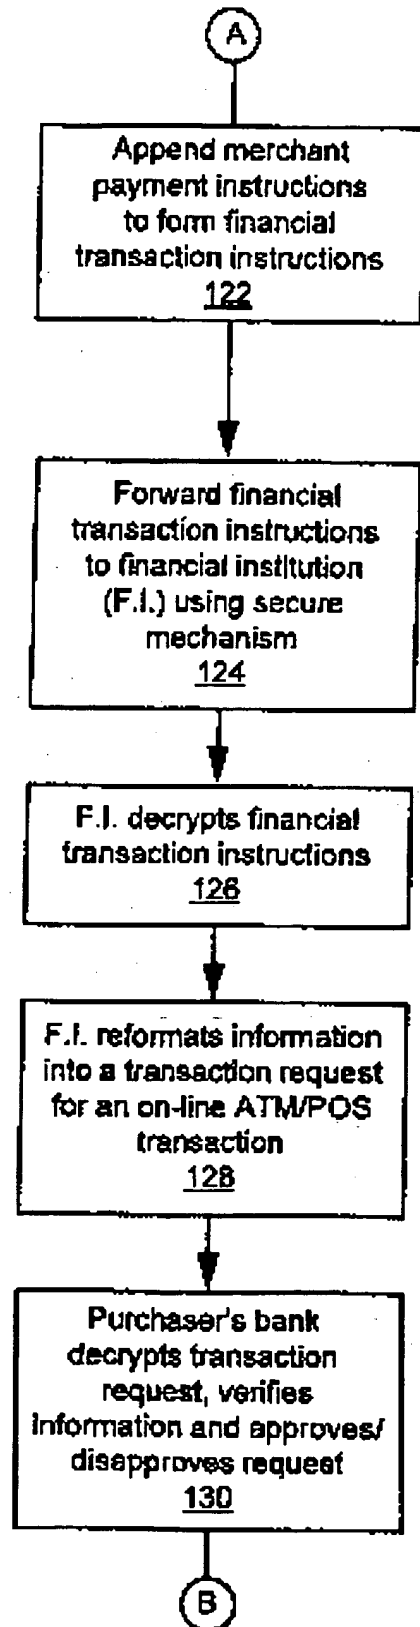 A
Append merchant
payment instructions
to form financial
transaction instructions
122
Forward financial
transaction instructions
to financial institution
(F.I.) using secure
mechanism
124
F.I. decrypts financial
transaction instructions
126
F.I. reformats information
into a transaction request
for an on-line ATM/POS
transaction
128
Purchaser's bank
decrypts transaction
request, verifies
information and approves/
disapproves request
130
B